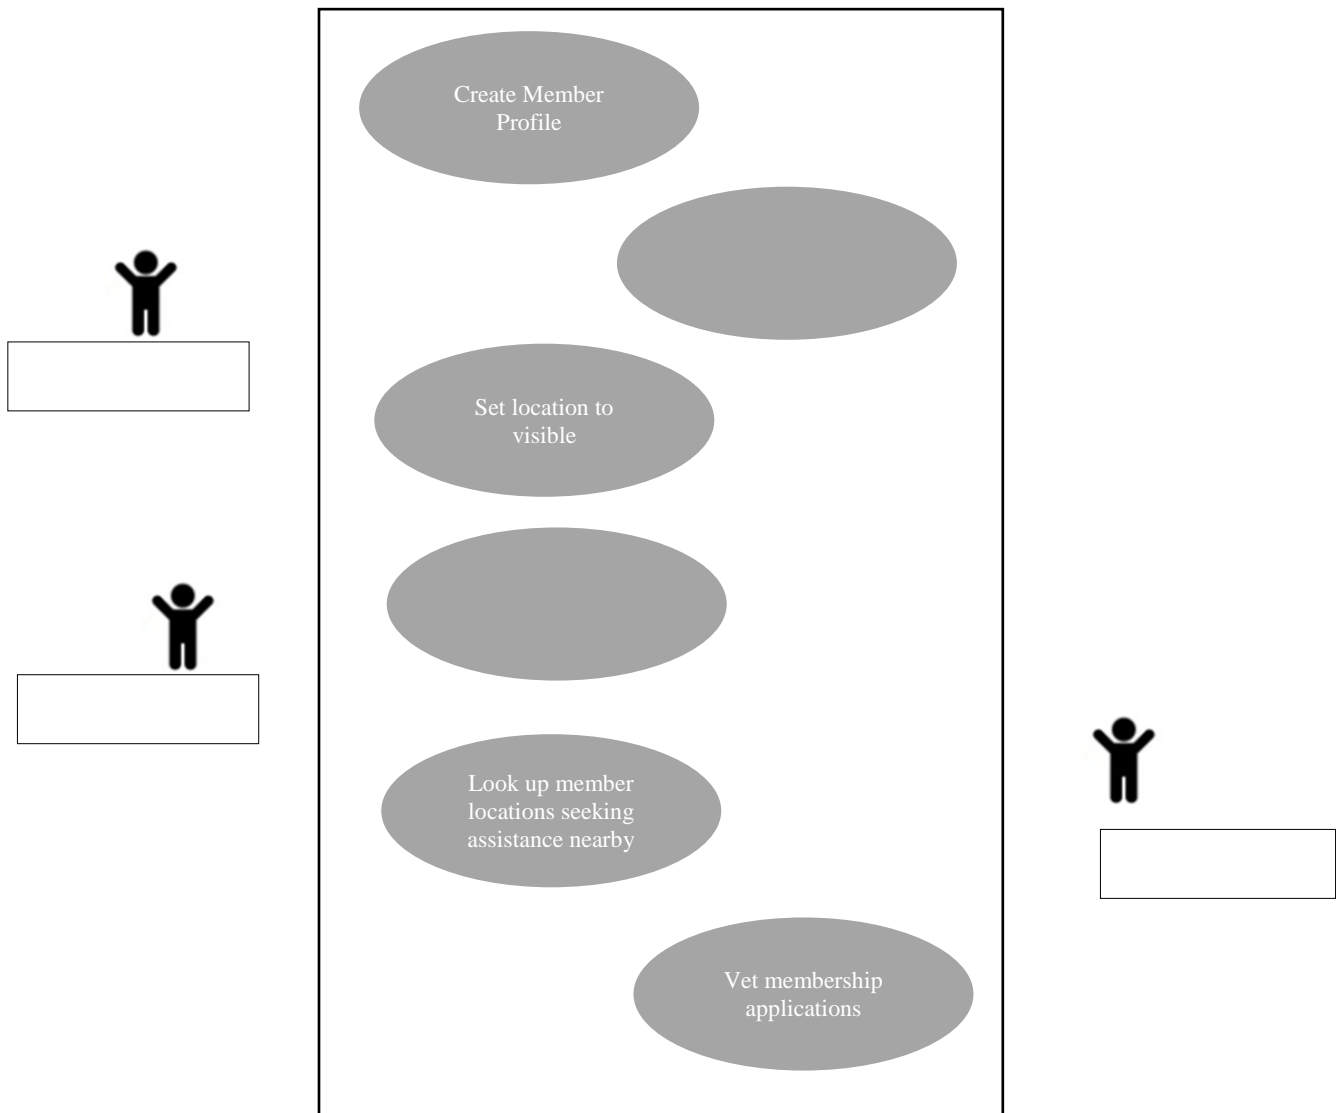 Create Member
Profile
Set location to
visible
Look up member
locations seeking
assistance nearby
Vet membership
applications